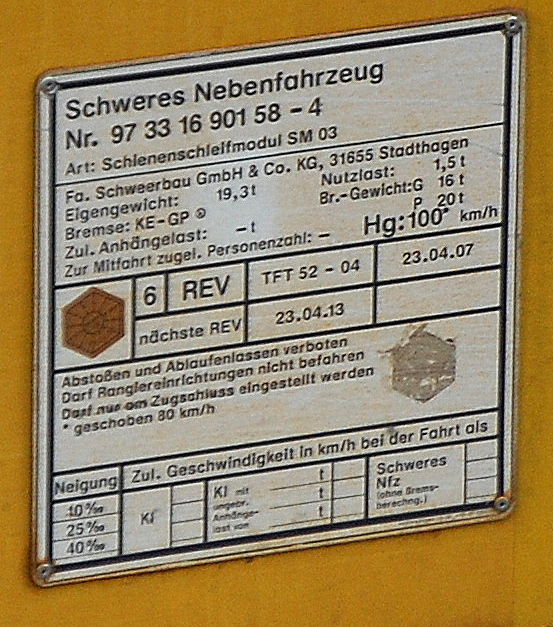 Schweres Nebenfahrzeug
Nr. 97 33 16 901 58 - 4
Art: Schienenschleifmodul SM 03
Fa. Schweerbau GmbH & Co. KG, 31655 Stadthagen
Eigengewicht: 19,3t Nutzlast: 1,5t
Bremse: KE-GP Br.-Gewicht:G 16t
P 20t
Zul. Anhängelast: -t Hg:100* km/h
Zur Mitfahrt zugel. Personenzahl: -
6 REV TFT 52 - 04 23.04.07
nächste REV 23.04.13
Abstoßen und Ablaufenlassen verboten
Darf Rangiereinrichtungen nicht befahren
Darf nur am Zugschluss eingestellt werden
* geschoben 80 km/h
Neigung Zul. Geschwindigkeit in km/h bei der Fahrt als
10‰ Kl Kl mit t Schweres
25‰ ungebr. t Nfz
40‰ Anhänge- t (ohne Brems-
last von berechng.)